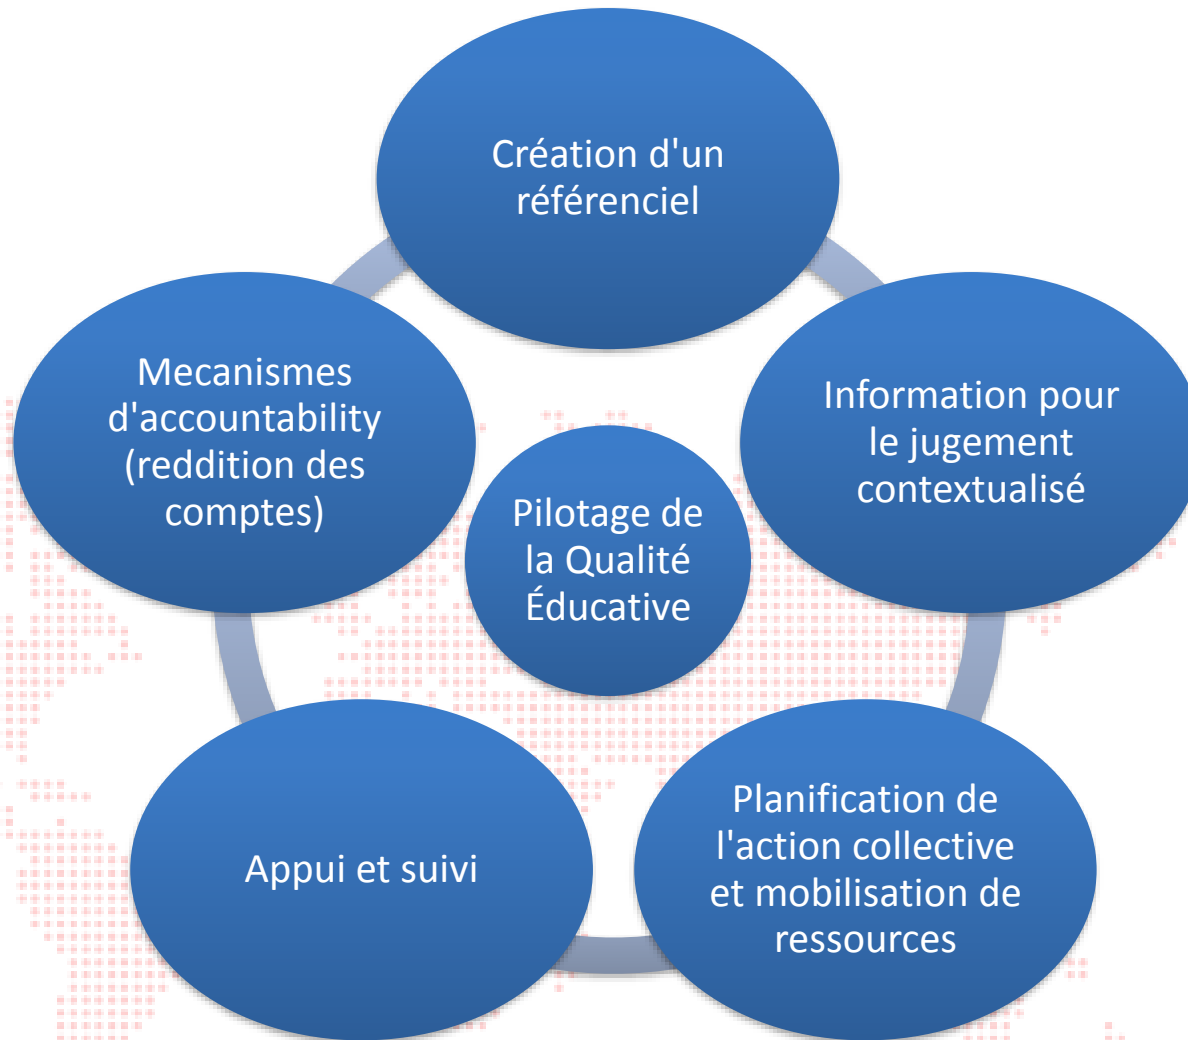 Création d'un
référenciel
Information pour
le jugement
contextualisé
Planification de
l'action collective
et mobilisation de
ressources
Appui et suivi
Mecanismes
d'accountability
(reddition des
comptes)
Pilotage de
la Qualité
Éducative